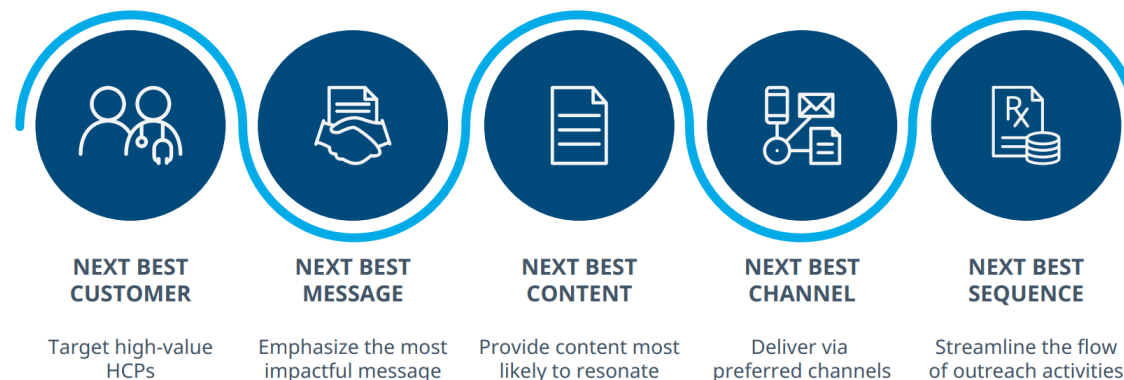 Rx
NEXT BEST
CUSTOMER
Target high-value
HCPs
NEXT BEST
MESSAGE
Emphasize the most
impactful message
NEXT BEST
CONTENT
Provide content most
likely to resonate
NEXT BEST
CHANNEL
Deliver via
preferred channels
NEXT BEST
SEQUENCE
Streamline the flow
of outreach activities